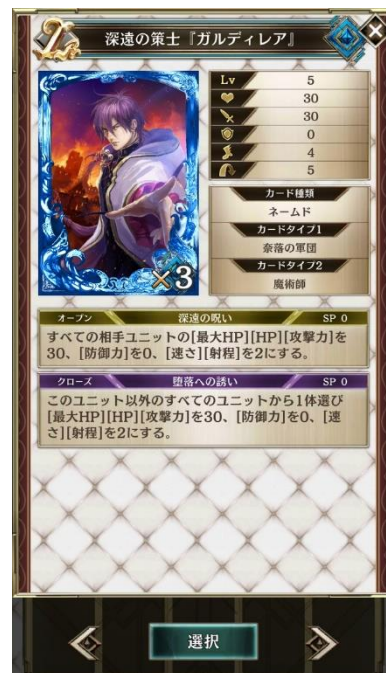 2
深遠の策士『ガルディレア』
×3
Lv 5
30
30
0
4
5
カード種類
ネームド
カードタイプ1
奈落の軍団
カードタイプ2
魔術師
オープン 深遠の呪い SP 0
すべての相手ユニットの[最大HP][HP][攻撃力]を
30、[防御力]を0、[速さ][射程]を2にする。
クローズ 堕落への誘い SP 0
このユニット以外のすべてのユニットから1体選び
[最大HP][HP][攻撃力]を30、[防御力]を0、[速
さ][射程]を2にする。
選択